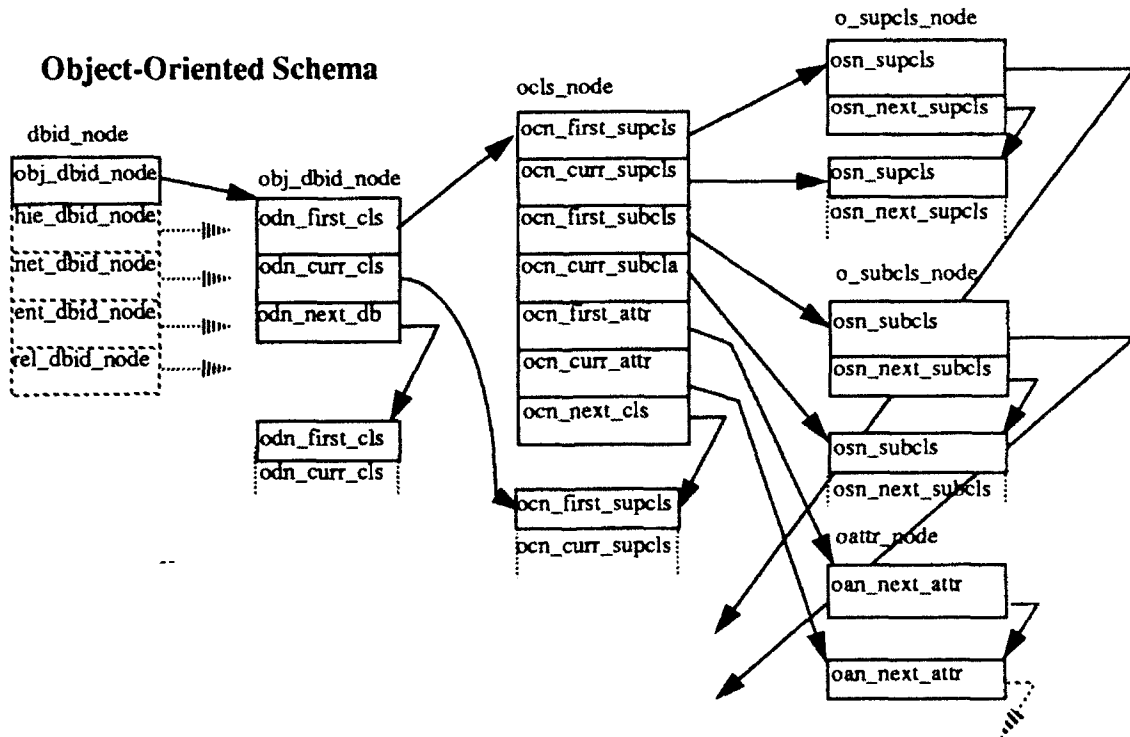 Object-Oriented Schema
dbid_node
obj_dbid_node
hie_dbid_node
net_dbid_node
ent_dbid_node
rel_dbid_node
obj_dbid_node
odn_first_cls
odn_curr_cls
odn_next_db
odn_first_cls
odn_curr_cls
ocls_node
ocn_first_supcls
ocn_curr_supcls
ocn_first_subcls
ocn_curr_subcla
ocn_first_attr
ocn_curr_attr
ocn_next_cls
ocn_first_supcls
ocn_curr_supcls
o_supcls_node
osn_supcls
osn_next_supcls
osn_supcls
osn_next_supcls
o_subcls_node
osn_subcls
osn_next_subcls
osn_subcls
osn_next_subcls
oattr_node
oan_next_attr
oan_next_attr